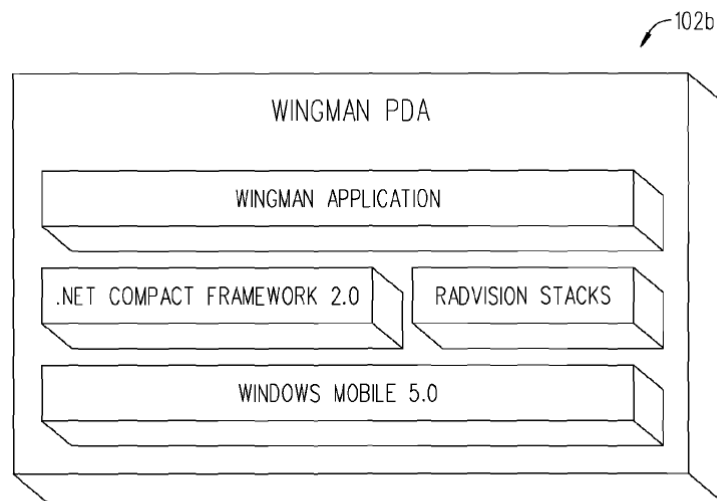 102b
WINGMAN PDA
WINGMAN APPLICATION
.NET COMPACT FRAMEWORK 2.0
RADVISION STACKS
WINDOWS MOBILE 5.0